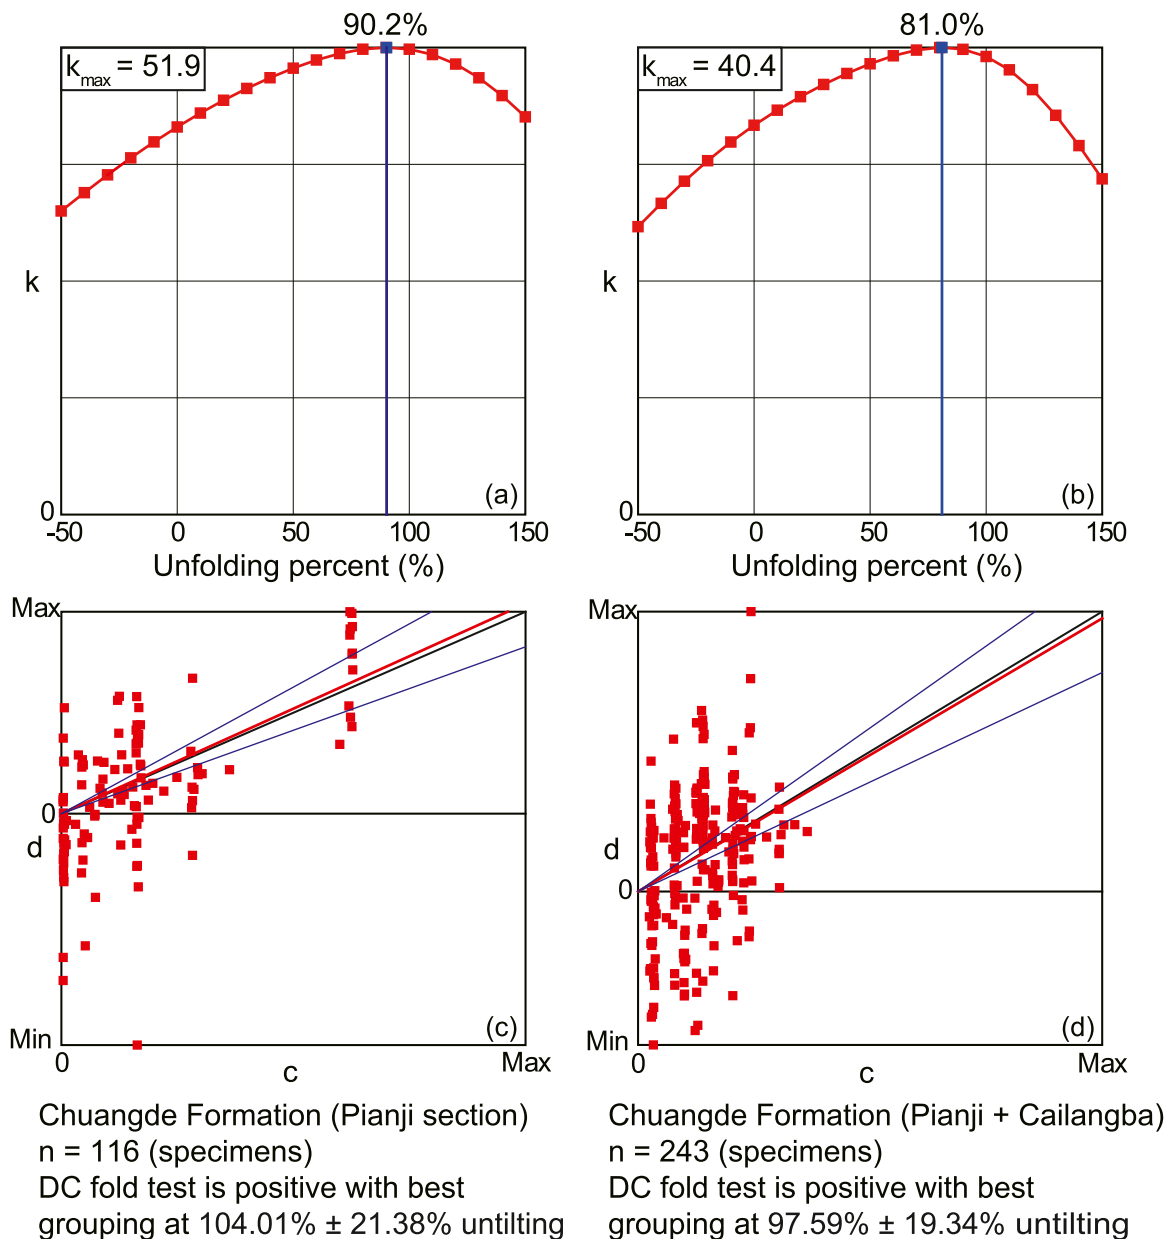 90.2%
kmax = 51.9
k
0
(a)
-50 0 50 100 150
Unfolding percent (%)
81.0%
kmax = 40.4
k
0
(b)
-50 0 50 100 150
Unfolding percent (%)
Max
0
d
Min
(c)
0 Max
c
Max
d
0
Min
(d)
0 Max
c
Chuangde Formation (Pianji section)
n = 116 (specimens)
DC fold test is positive with best
grouping at 104.01% ± 21.38% untilting
Chuangde Formation (Pianji + Cailangba)
n = 243 (specimens)
DC fold test is positive with best
grouping at 97.59% ± 19.34% untilting